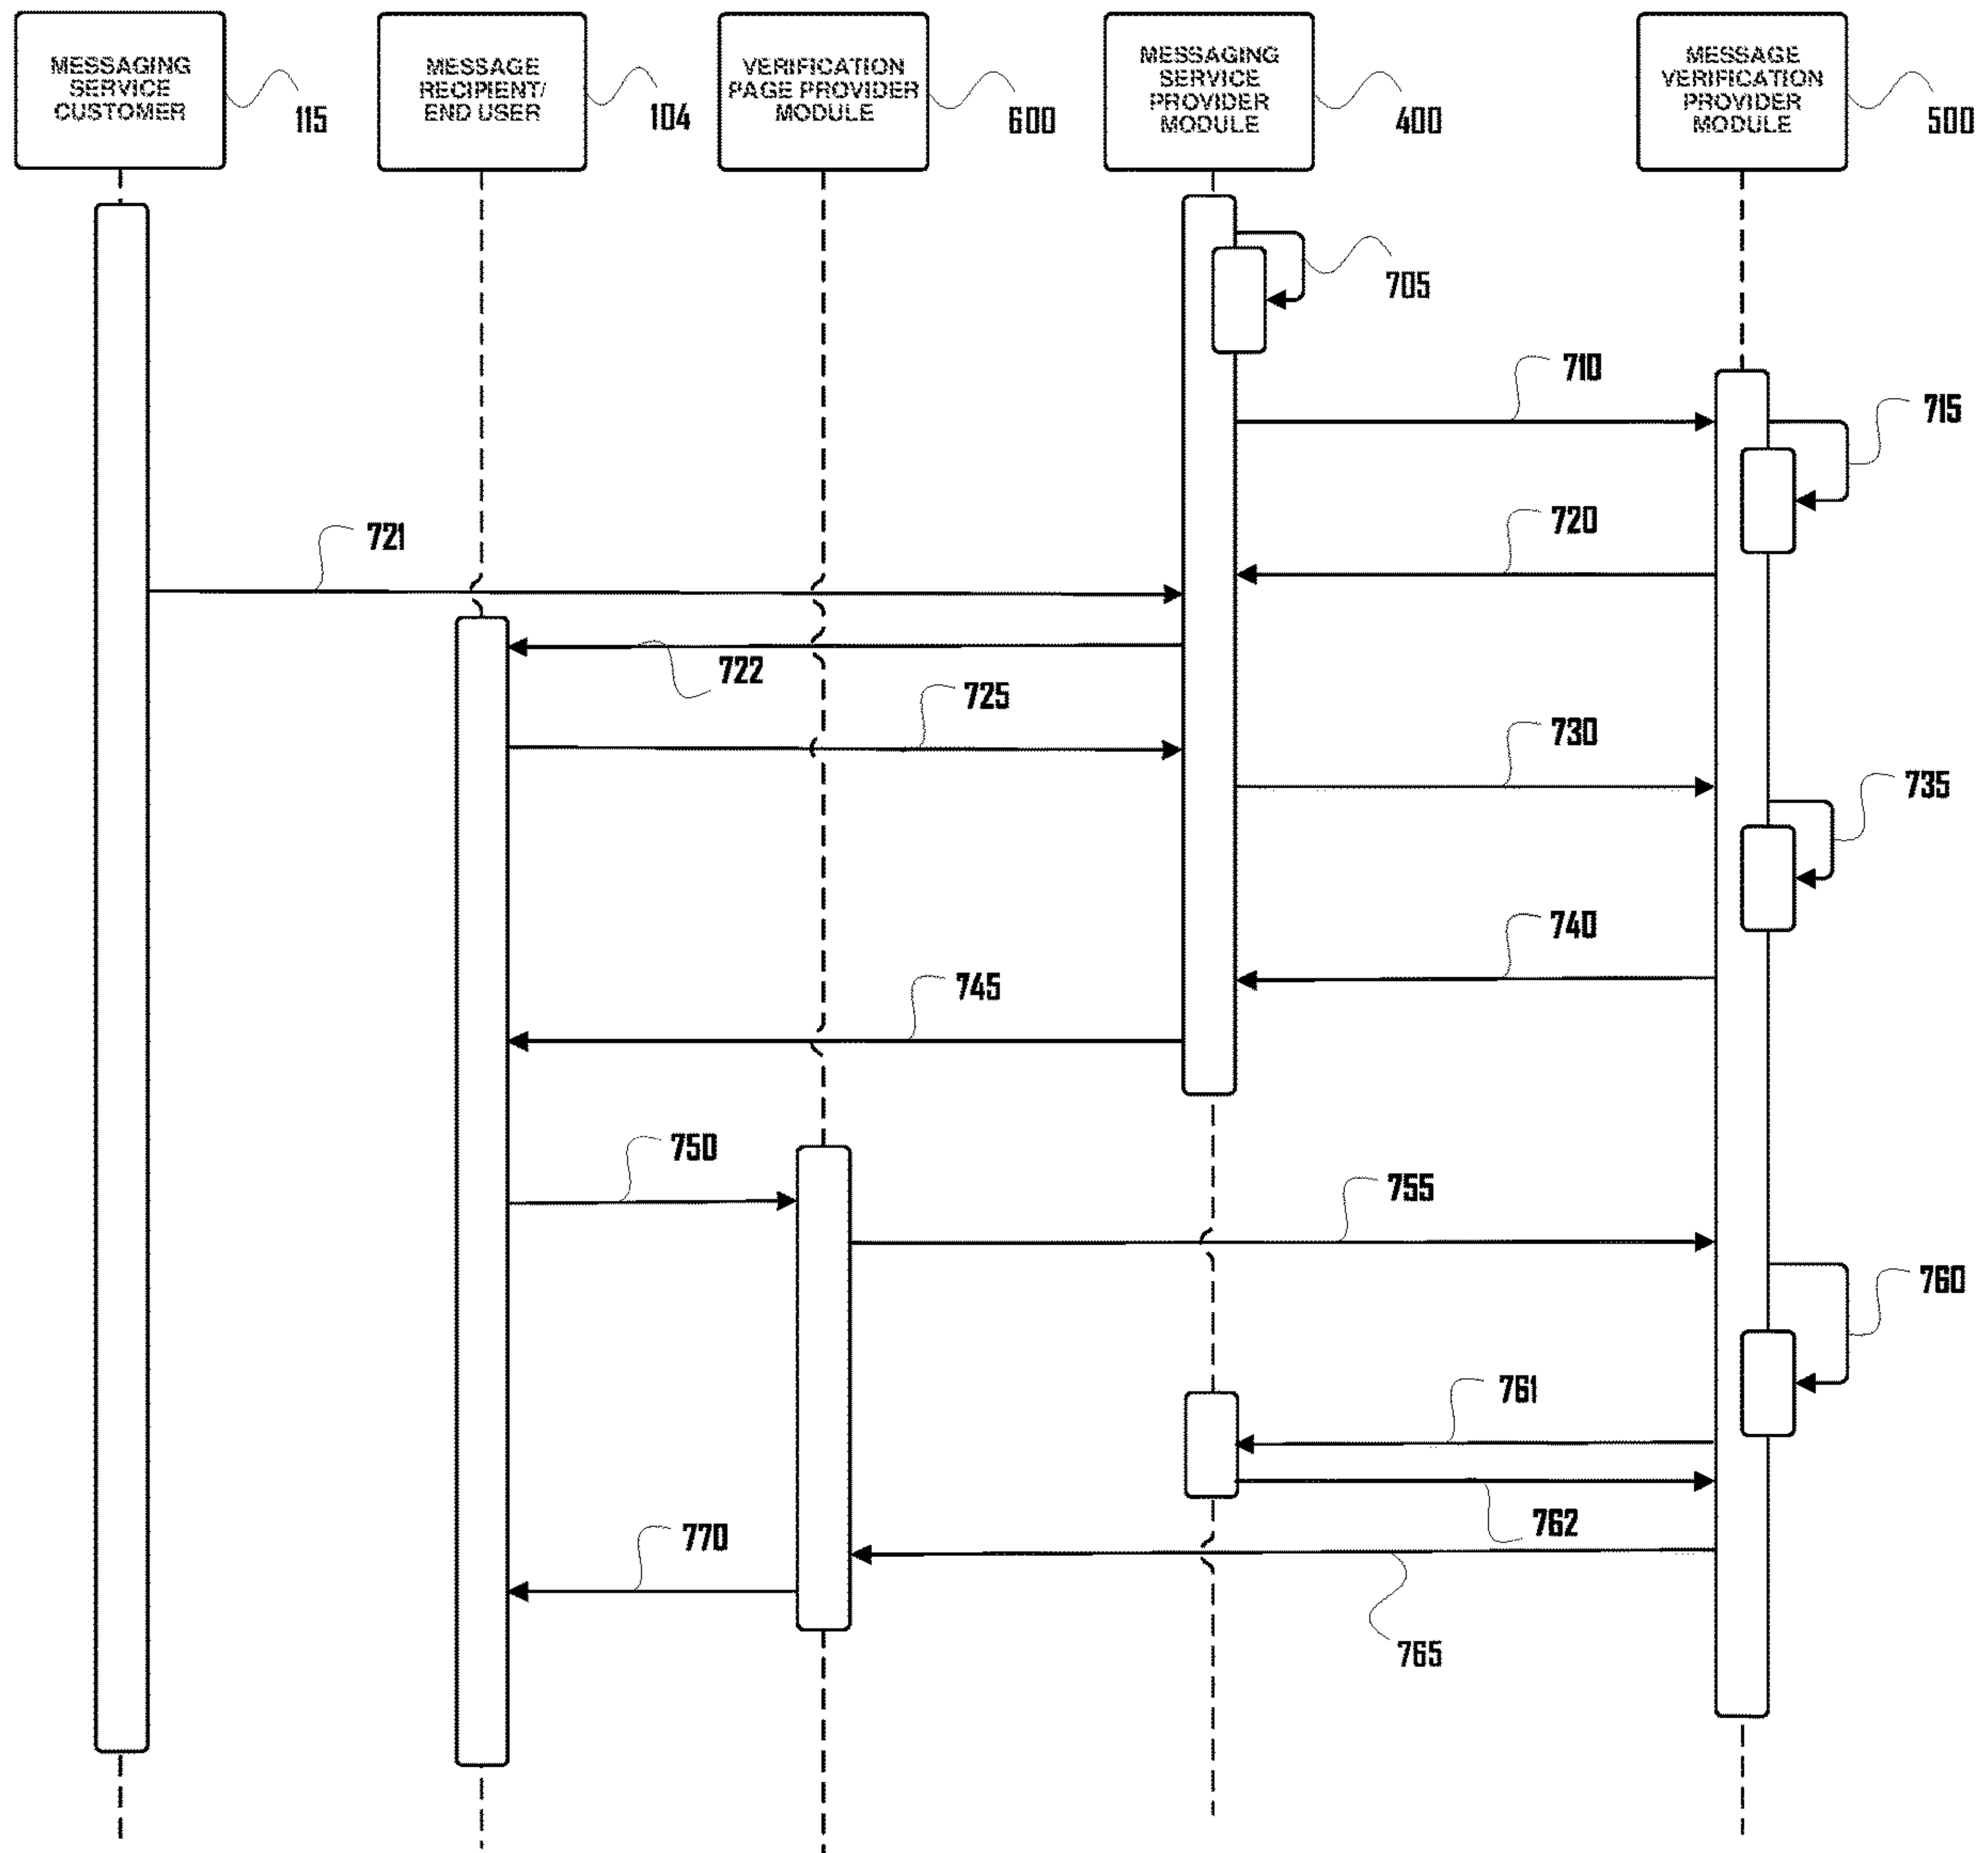 MESSAGING
SERVICE
CUSTOMER
115
MESSAGE
RECIPIENT/
END USER
104
VERIFICATION
PAGE PROVIDER
MODULE
600
MESSAGING
SERVICE
PROVIDER
MODULE
400
MESSAGE
VERIFICATION
PROVIDER
MODULE
500
705
710
715
720
721
722
725
730
735
740
745
750
755
760
761
762
770
765